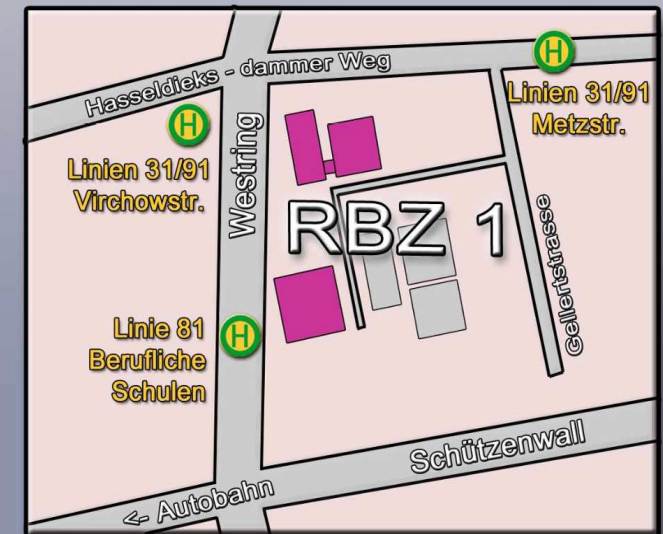 Hasseldieks - dammer Weg
H
Linien 31/91
Metzstr.
H
Linien 31/91
Virchowstr.
Westring
RBZ 1
Gellertstrasse
Linie 81
Berufliche
Schulen
H
Schützenwall
<- Autobahn